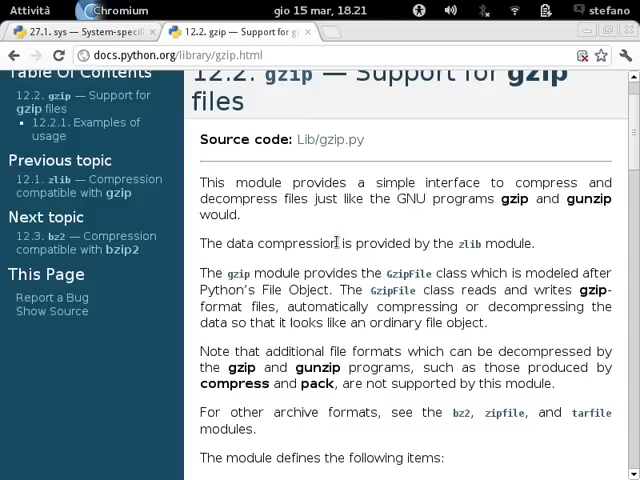 Attività Chromium gio 15 mar, 18.21 stefano
27.1. sys — System-specif 12.2. gzip — Support for g
docs.python.org/library/gzip.html
Table Of Contents
12.2. gzip — Support for
gzip files
12.2.1. Examples of
usage
Previous topic
12.1. zlib — Compression
compatible with gzip
Next topic
12.3. bz2 — Compression
compatible with bzip2
This Page
Report a Bug
Show Source
12.2. gzip — Support for gzip
files
Source code: Lib/gzip.py
This module provides a simple interface to compress and
decompress files just like the GNU programs gzip and gunzip
would.
The data compression is provided by the zlib module.
The gzip module provides the GzipFile class which is modeled after
Python's File Object. The GzipFile class reads and writes gzip-
format files, automatically compressing or decompressing the
data so that it looks like an ordinary file object.
Note that additional file formats which can be decompressed by
the gzip and gunzip programs, such as those produced by
compress and pack, are not supported by this module.
For other archive formats, see the bz2, zipfile, and tarfile
modules.
The module defines the following items: